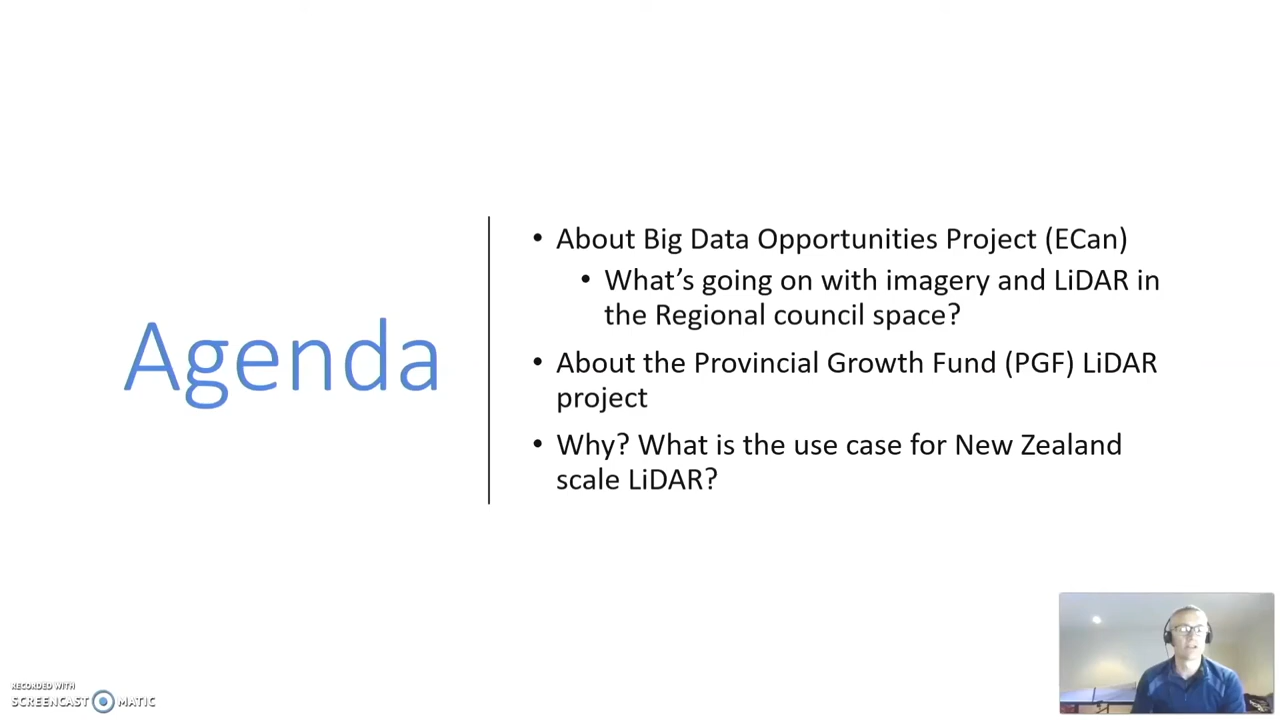 Agenda
• About Big Data Opportunities Project (ECan)
• What's going on with imagery and LiDAR in
the Regional council space?
• About the Provincial Growth Fund (PGF) LiDAR
project
• Why? What is the use case for New Zealand
scale LiDAR?
RECORDED WITH
SCREENCAST MATIC